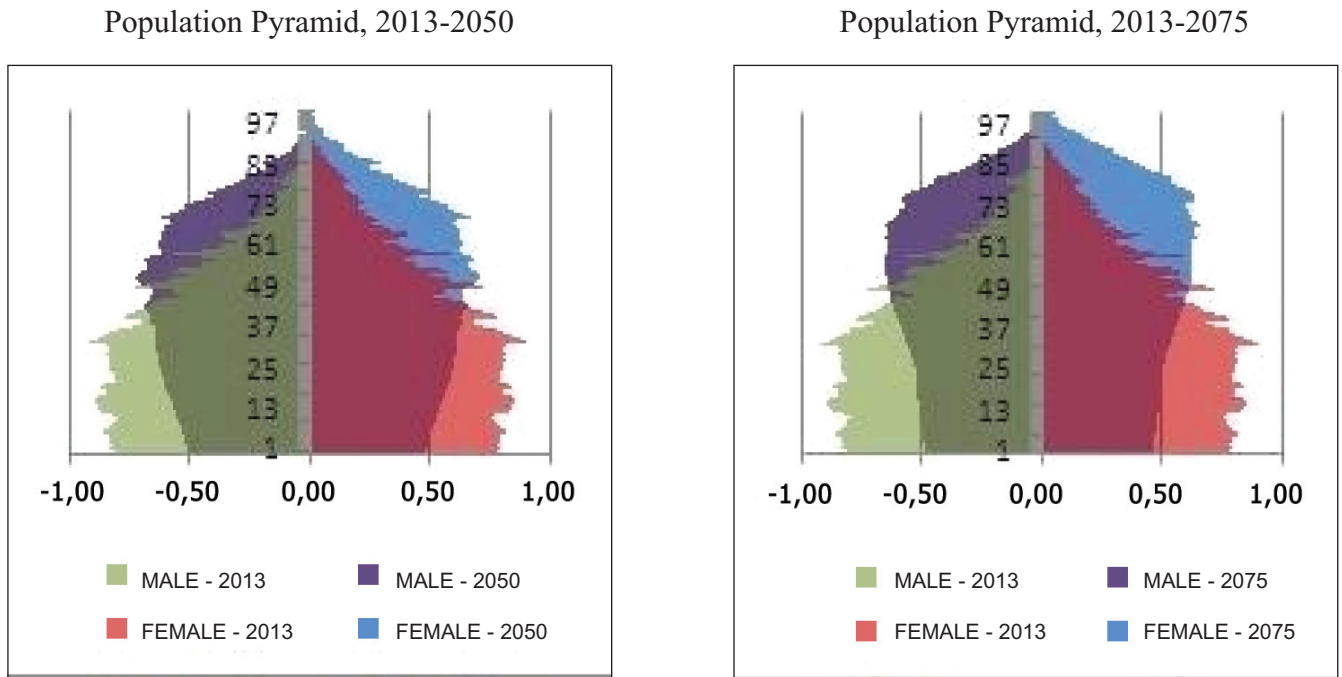 Population Pyramid, 2013-2050
97
85
73
61
49
37
25
13
1
-1,00 -0,50 0,00 0,50 1,00
MALE - 2013 MALE - 2050
FEMALE - 2013 FEMALE - 2050
Population Pyramid, 2013-2075
97
85
73
61
49
37
25
13
1
-1,00 -0,50 0,00 0,50 1,00
MALE - 2013 MALE - 2075
FEMALE - 2013 FEMALE - 2075